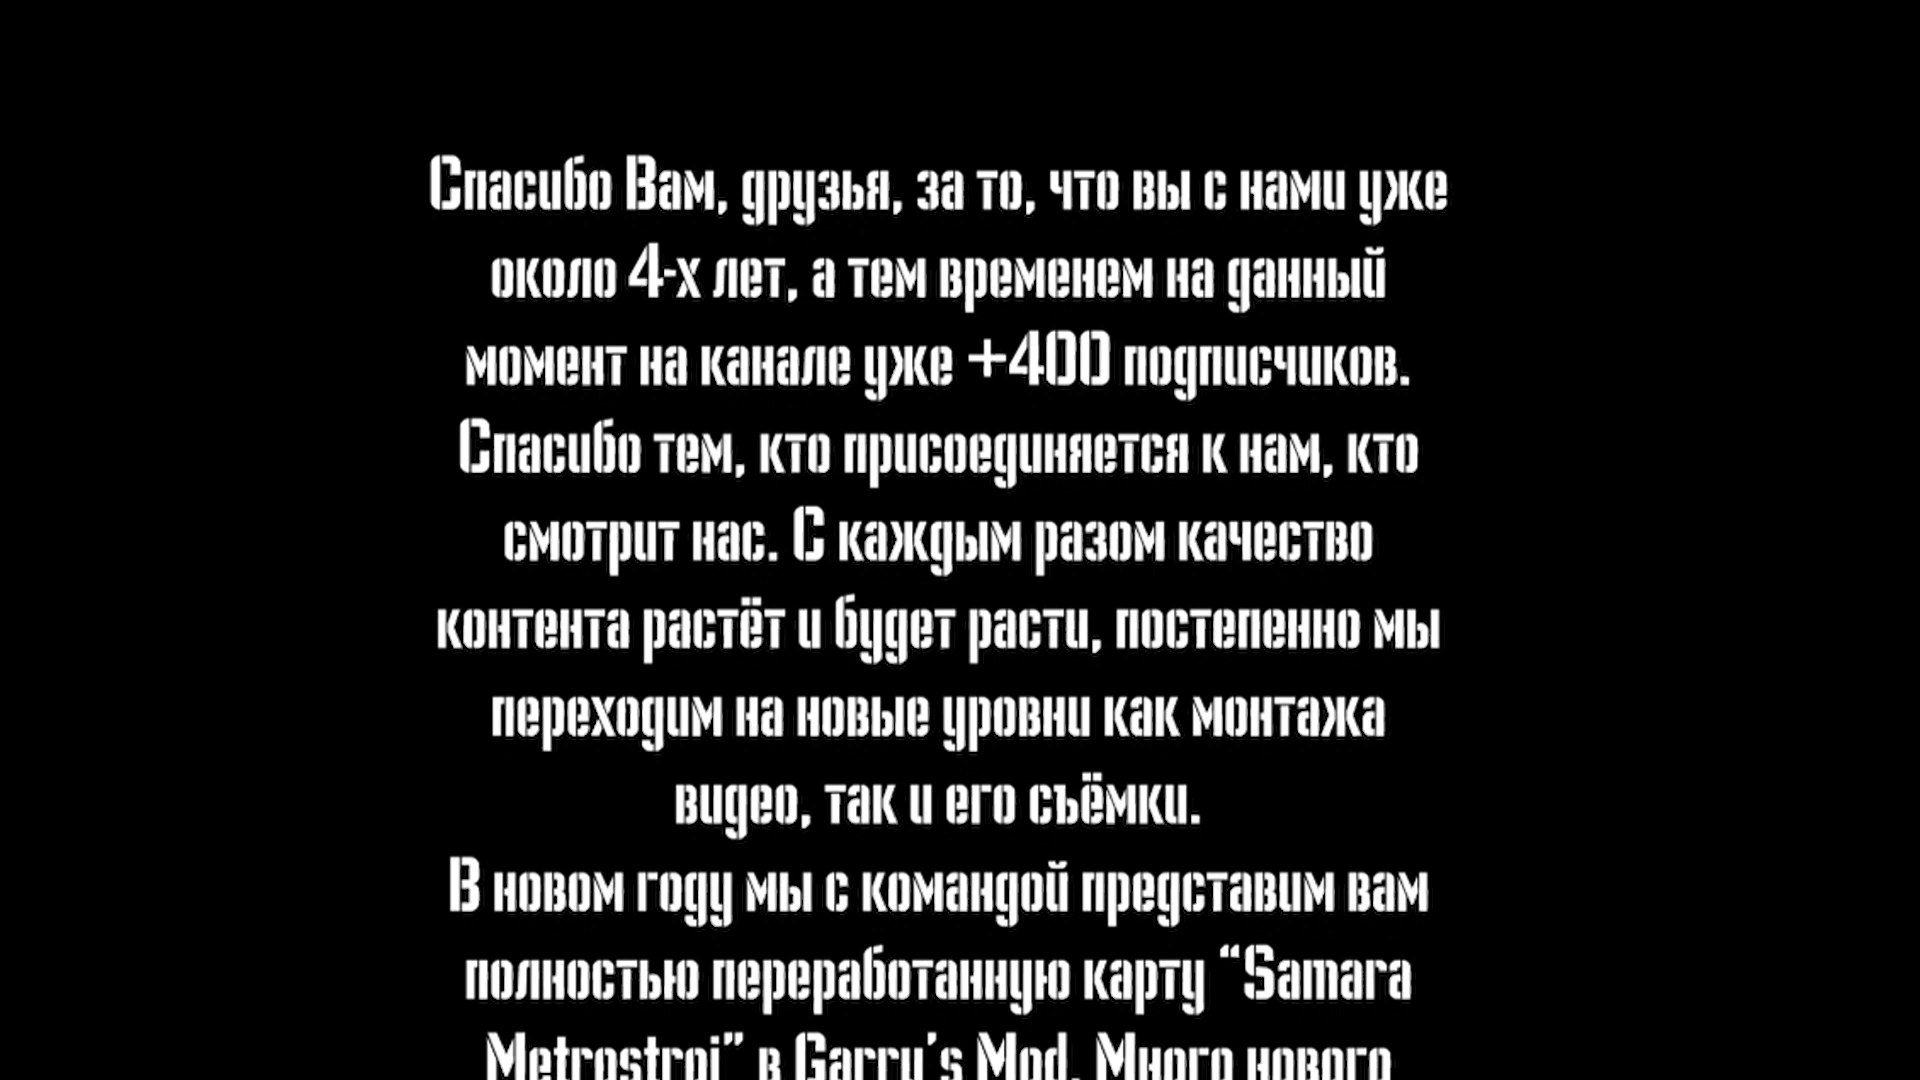 Спасибо Вам, друзья, за то, что вы с нами уже
около 4-х лет, а тем временем на данный
момент на канале уже +400 подписчиков.
Спасибо тем, кто присоединяется к нам, кто
смотрит нас. С каждым разом качество
контента растёт и будет расти, постепенно мы
переходим на новые уровни как монтажа
видео, так и его съёмки.
В новом году мы с командой представим вам
полностью переработанную карту “Samara
Metrostroi” в Garry’s Mod. Много нового